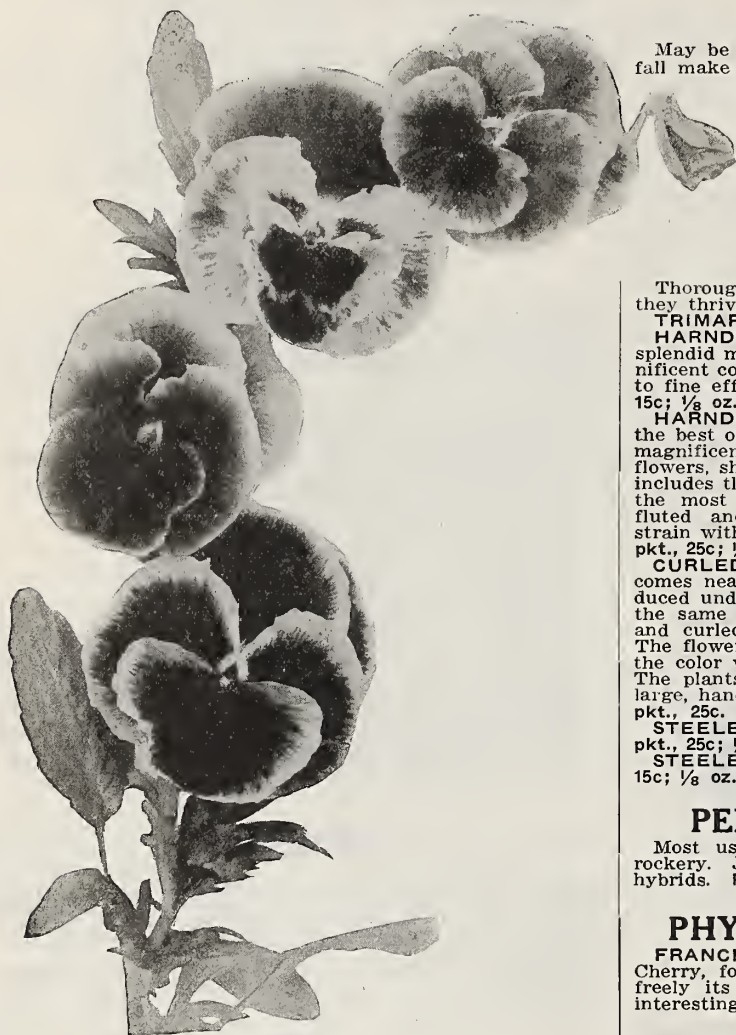 May be
fall make
Thoroug
they thriv
TRIMAR
HARND
splendid m
nificent co
to fine eff
15c; ⅛ oz.
HARND
the best o
magnificen
flowers, sh
includes th
the most
fluted an
strain with
pkt., 25c;
CURLED
comes nea
duced und
the same
and curled
The flower
the color v
The plants
large, hand
pkt., 25c.
STEELE
pkt., 25c;
STEELE
15c; ⅛ oz.
PE
Most us
rockery.
hybrids.
PHY
FRANCH
Cherry, fo
freely its
interesting